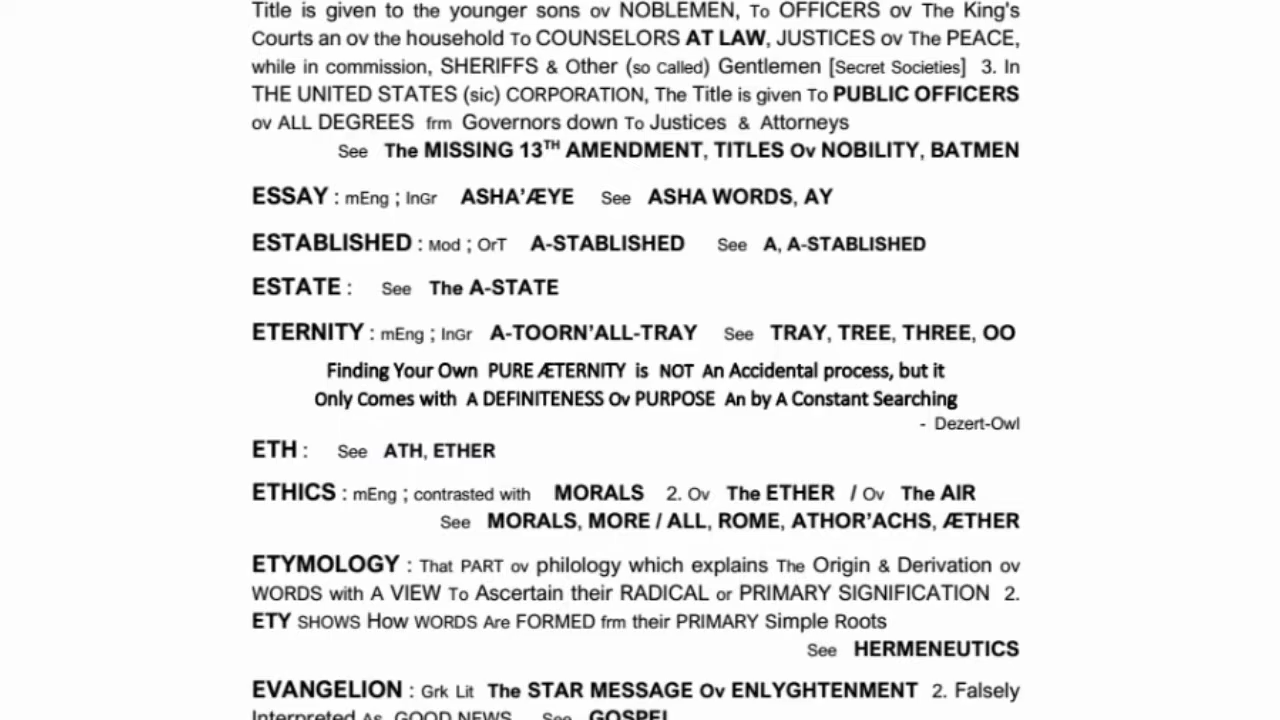 Title is given to the younger sons ov NOBLEMEN, To OFFICERS ov The King's
Courts an ov the household To COUNSELORS AT LAW, JUSTICES ov The PEACE,
while in commission, SHERIFFS & Other (so Called) Gentlemen [Secret Societies] 3. In
THE UNITED STATES (sic) CORPORATION, The Title is given To PUBLIC OFFICERS
ov ALL DEGREES frm Governors down To Justices & Attorneys
See The MISSING 13TH AMENDMENT, TITLES Ov NOBILITY, BATMEN
ESSAY : mEng ; InGr ASHA'ÆYE See ASHA WORDS, AY
ESTABLISHED : Mod ; OrT A-STABLISHED See A, A-STABLISHED
ESTATE : See The A-STATE
ETERNITY : mEng ; InGr A-TOORN'ALL-TRAY See TRAY, TREE, THREE, OO
Finding Your Own PURE ÆTERNITY is NOT An Accidental process, but it
Only Comes with A DEFINITENESS Ov PURPOSE An by A Constant Searching
- Dezert-Owl
ETH : See ATH, ETHER
ETHICS : mEng ; contrasted with MORALS 2. Ov The ETHER / Ov The AIR
See MORALS, MORE / ALL, ROME, ATHOR'ACHS, ÆTHER
ETYMOLOGY : That PART ov philology which explains The Origin & Derivation ov
WORDS with A VIEW To Ascertain their RADICAL or PRIMARY SIGNIFICATION 2.
ETY SHOWS How WORDS Are FORMED frm their PRIMARY Simple Roots
See HERMENEUTICS
EVANGELION : Grk Lit The STAR MESSAGE Ov ENLYGHTENMENT 2. Falsely
Interpreted As GOOD NEWS See GOSPEL